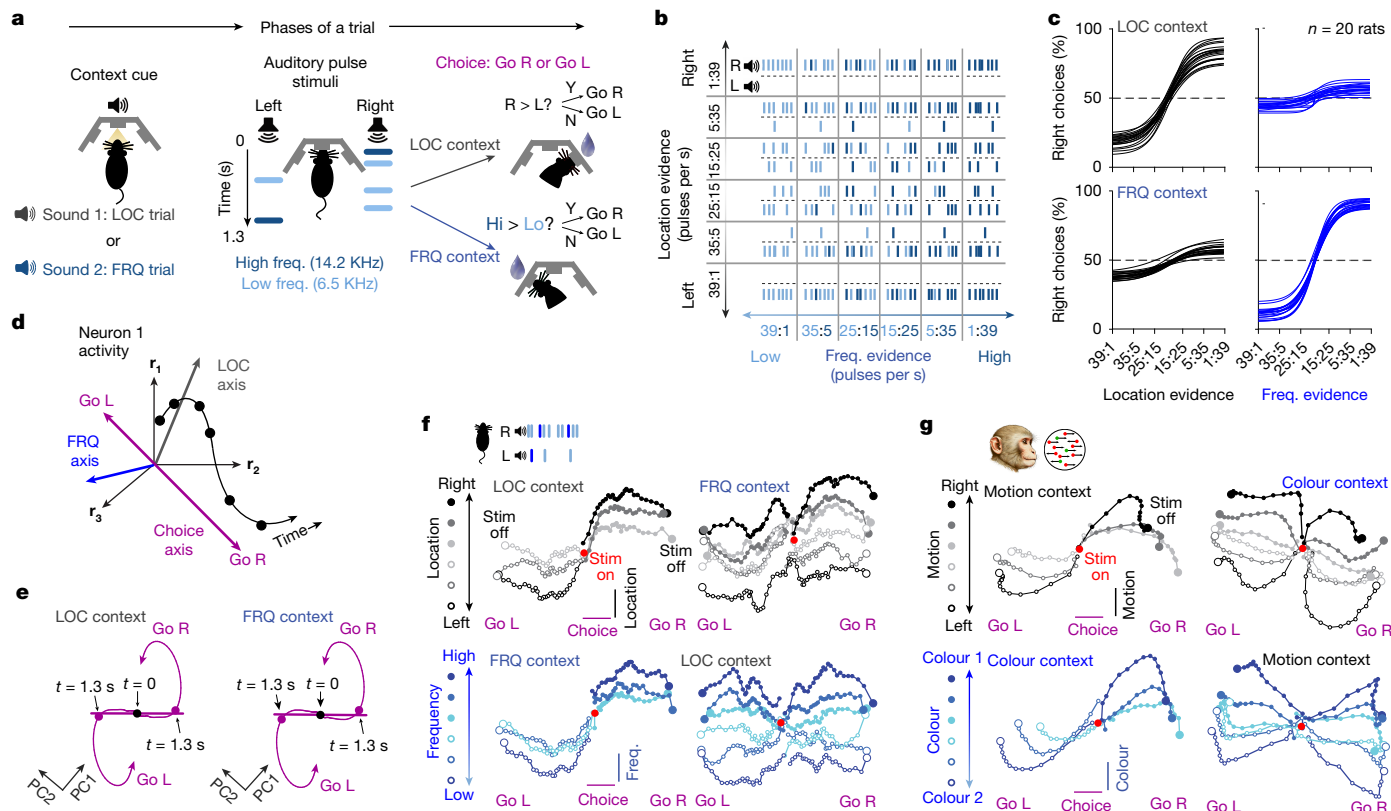 a
Phases of a trial
Context cue
Sound 1: LOC trial
or
Sound 2: FRQ trial
Auditory pulse
stimuli
Left
Right
0
Time (s)
1.3
High freq. (14.2 KHz)
Low freq. (6.5 KHz)
Choice: Go R or Go L
R > L?
Y
Go R
N
Go L
LOC context
Hi > Lo?
Y
Go R
N
Go L
FRQ context
b
Location evidence
(pulses per s)
Right
1:39
R
L
5:35
15:25
25:15
35:5
39:1
Left
39:1
35:5
25:15
15:25
5:35
1:39
Low
Freq. evidence
(pulses per s)
High
c
LOC context
n = 20 rats
Right choices (%)
100
50
0
FRQ context
Right choices (%)
100
50
0
39:1
35:5
25:15
15:25
5:35
1:39
39:1
35:5
25:15
15:25
5:35
1:39
Location evidence
Freq. evidence
d
Neuron 1
activity
r1
LOC
axis
Go L
FRQ
axis
r2
r3
Choice
axis
Go R
Time
e
LOC context
Go R
t = 1.3 s
t = 0
t = 1.3 s
Go L
PC2
PC1
FRQ context
Go R
t = 1.3 s
t = 0
t = 1.3 s
Go L
PC2
PC1
f
R
L
Right
Location
Left
LOC context
Stim
off
Stim
on
Stim
off
Location
Go L
Choice
Go R
FRQ context
Go L
Go R
High
Frequency
Low
FRQ context
Freq.
Go L
Choice
Go R
LOC context
Go L
Go R
g
Right
Motion
Left
Motion context
Stim
off
Stim
on
Motion
Go L
Choice
Go R
Colour context
Go L
Go R
Colour 1
Colour
Colour 2
Colour context
Colour
Go L
Choice
Go R
Motion context
Go L
Go R